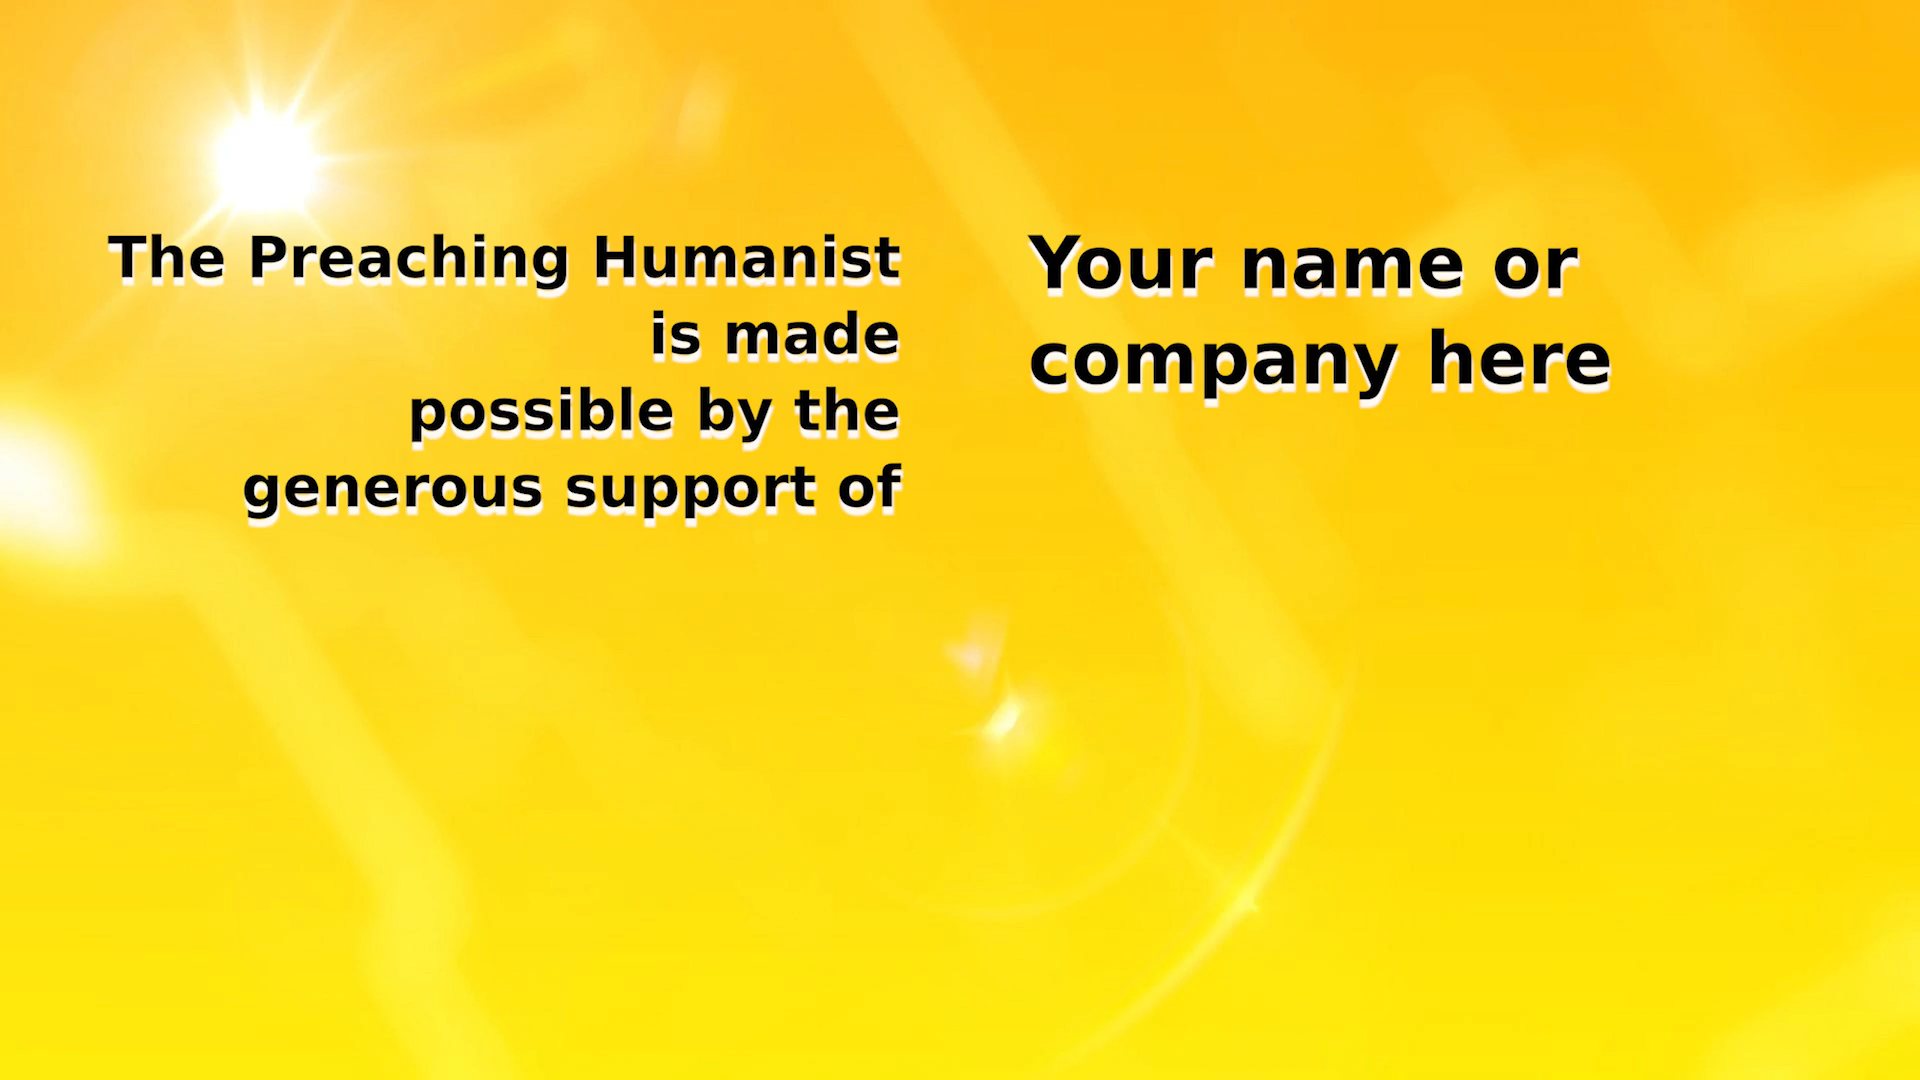 The Preaching Humanist
is made
possible by the
generous support of
Your name or
company here